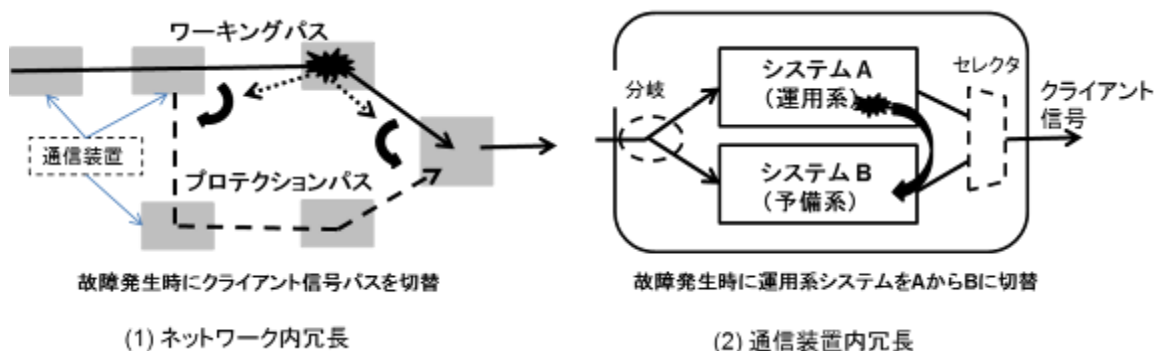 ワーキングパス
通信装置
プロテクションパス
故障発生時にクライアント信号パスを切替
(1) ネットワーク内冗長
分岐
システムA
（運用系）
システムB
（予備系）
セレクタ
クライアント
信号
故障発生時に運用系システムをAからBに切替
(2) 通信装置内冗長